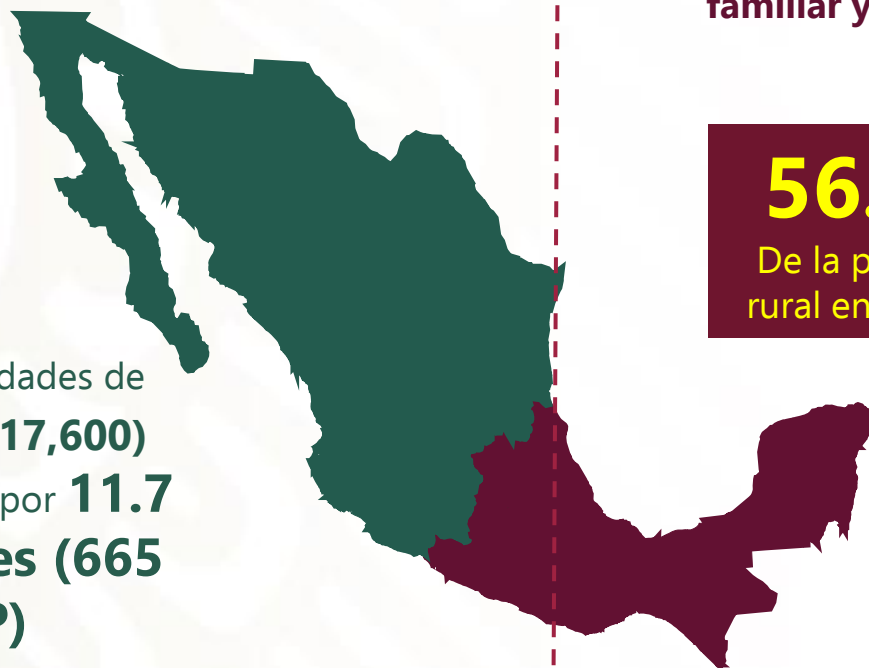 familiar y
56.
De la p
rural en
dades de
17,600)
por 11.7
es (665
)